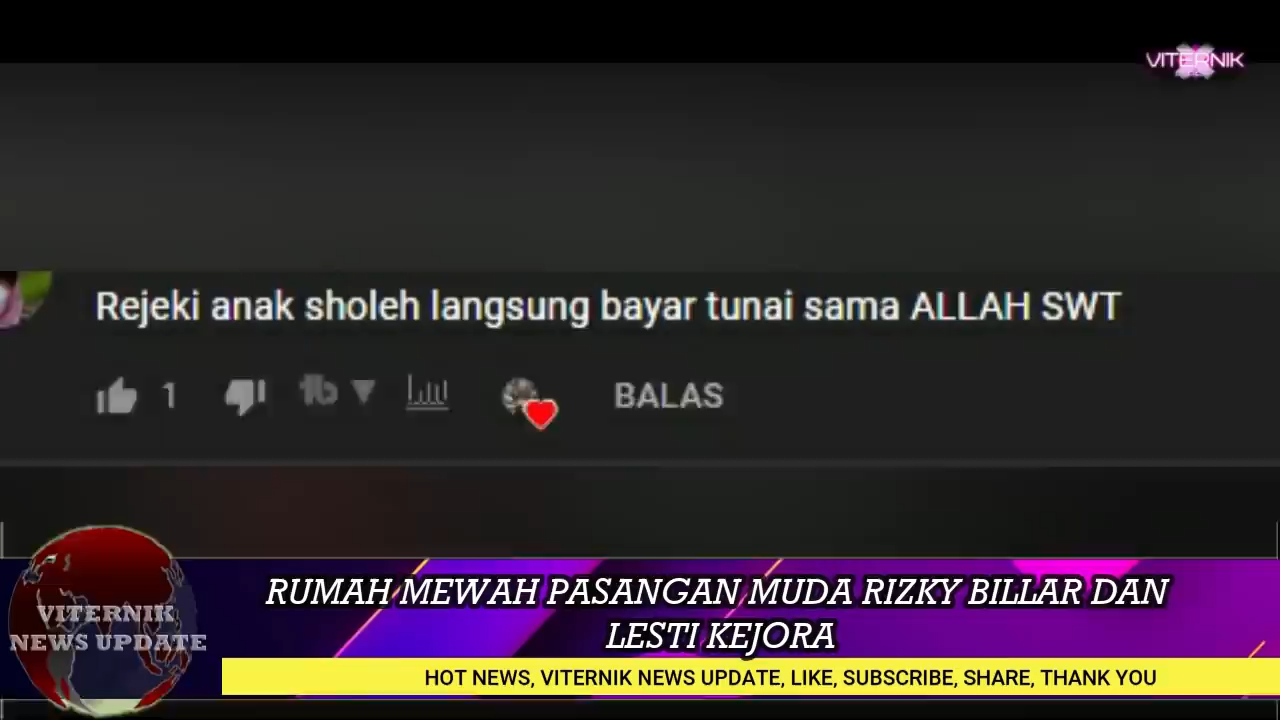 VITERNIK
Rejeki anak sholeh langsung bayar tunai sama ALLAH SWT
1
BALAS
RUMAH MEWAH PASANGAN MUDA RIZKY BILLAR DAN
LESTI KEJORA
VITERNIK
NEWS UPDATE
HOT NEWS, VITERNIK NEWS UPDATE, LIKE, SUBSCRIBE, SHARE, THANK YOU